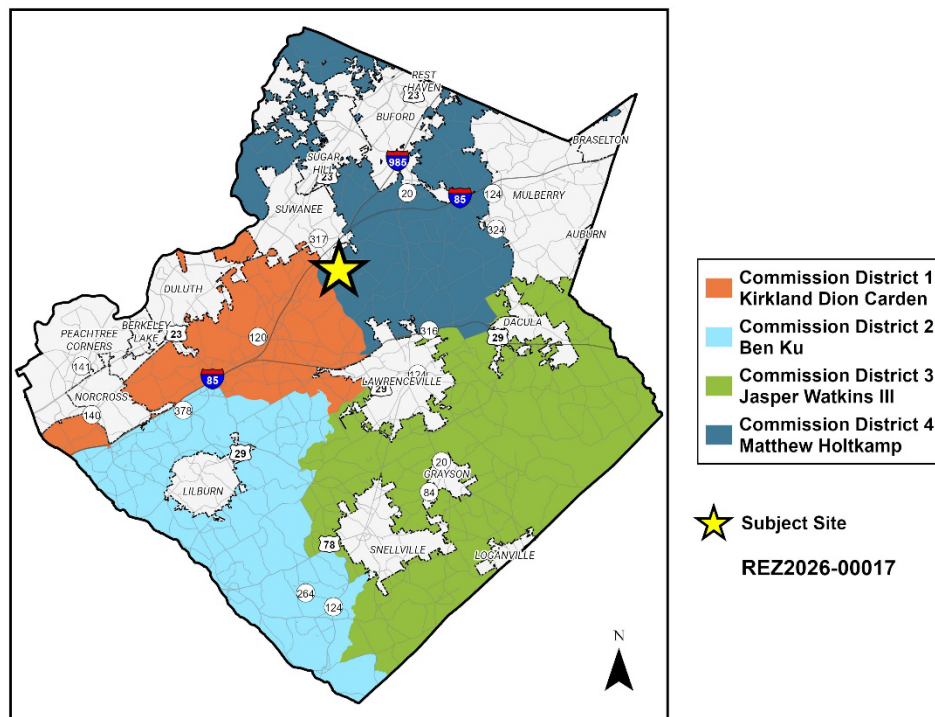 REST
HAVEN
23
BUFORD
BRASELTON
SUGAR
HILL
23
985
20
85
124
MULBERRY
SUWANEE
324
AUBURN
317
DULUTH
PEACHTREE
CORNERS
BERKELEY
LAKE
23
120
316
29
DACULA
141
85
124
LAWRENCEVILLE
29
NORCROSS
140
378
29
LILBURN
20
GRAYSON
84
78
SNELLVILLE
LOGANVILLE
264
124
N
Commission District 1
Kirkland Dion Carden
Commission District 2
Ben Ku
Commission District 3
Jasper Watkins III
Commission District 4
Matthew Holtkamp
Subject Site
REZ2026-00017